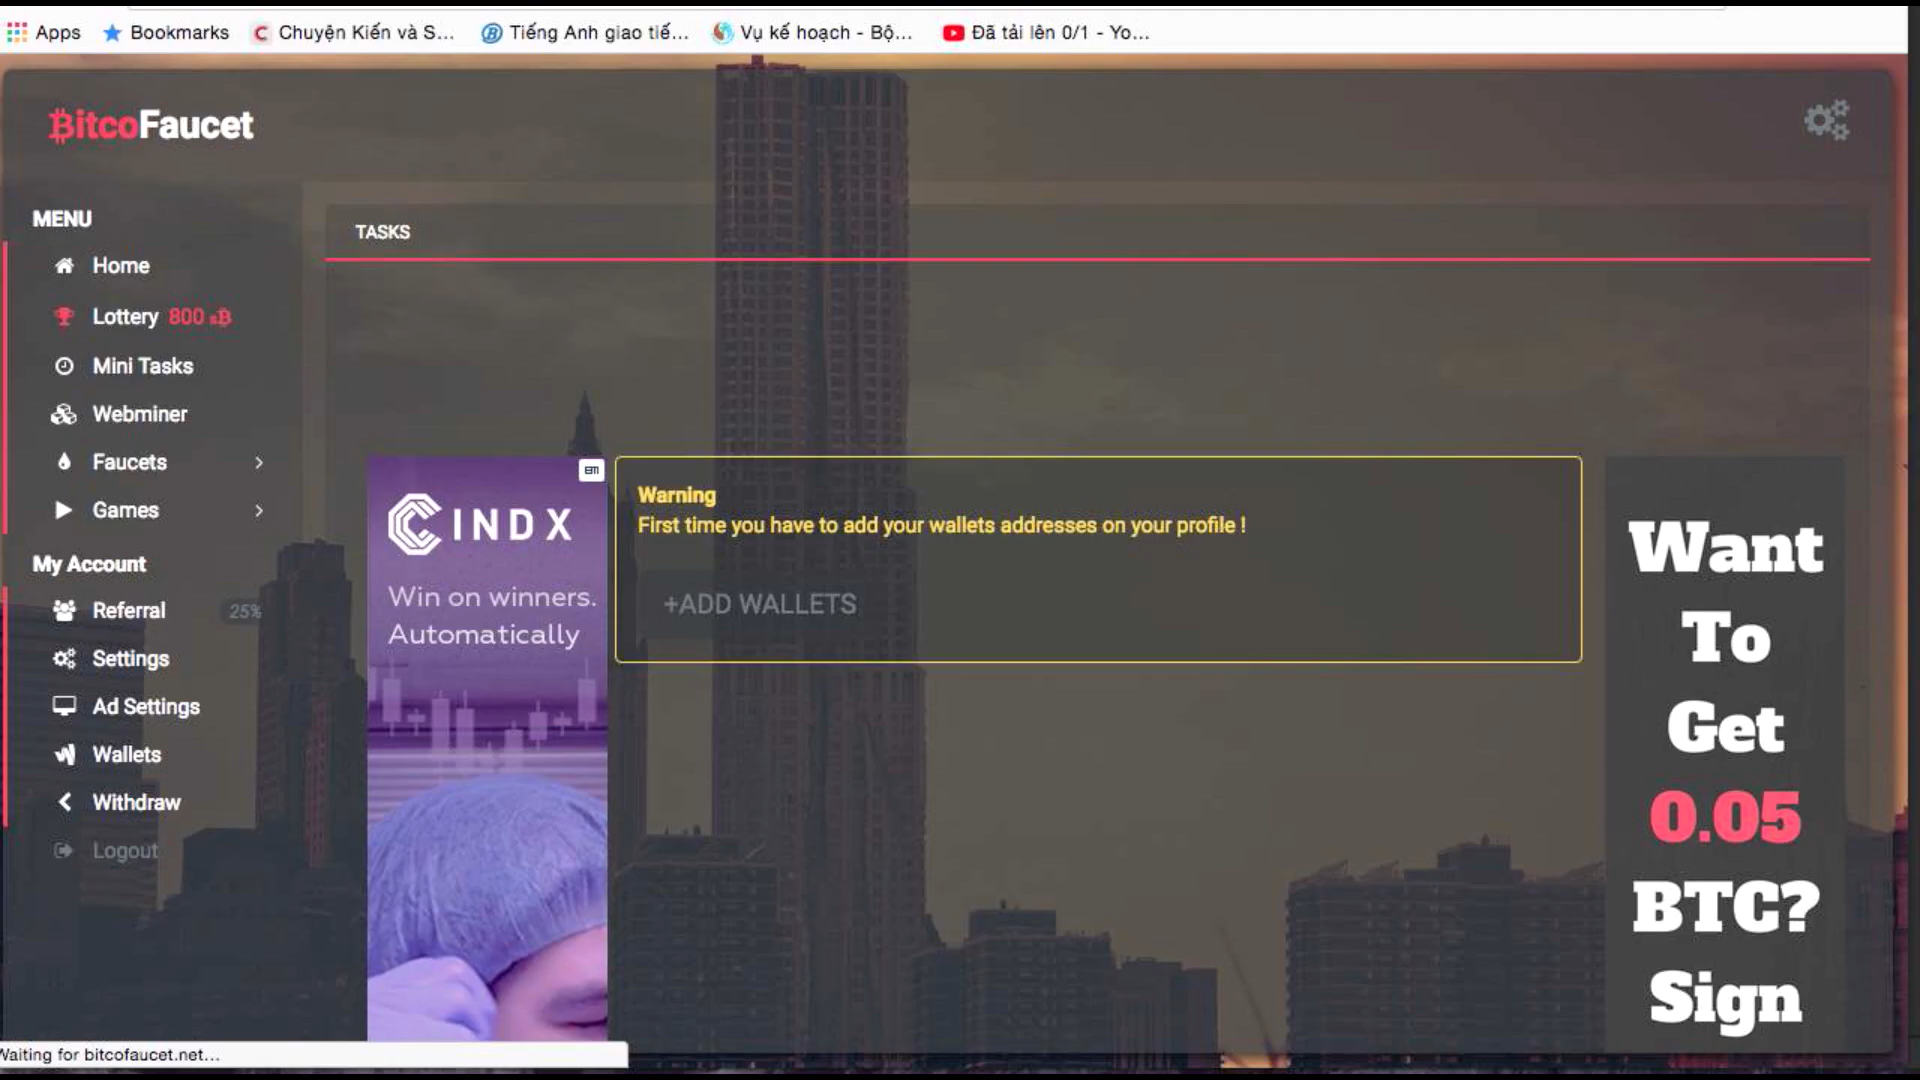 Apps
Bookmarks
Chuyện Kiến và S...
Tiếng Anh giao tiế...
Vụ kế hoạch - Bộ...
Đã tải lên 0/1 - Yo...
BitcoFaucet
MENU
Home
Lottery 800 sɃ
Mini Tasks
Webminer
Faucets
Games
My Account
Referral 25%
Settings
Ad Settings
Wallets
Withdraw
Logout
TASKS
CINDX
Win on winners.
Automatically
Warning
First time you have to add your wallets addresses on your profile !
+ADD WALLETS
Want
To
Get
0.05
BTC?
Sign
Waiting for bitcofaucet.net...